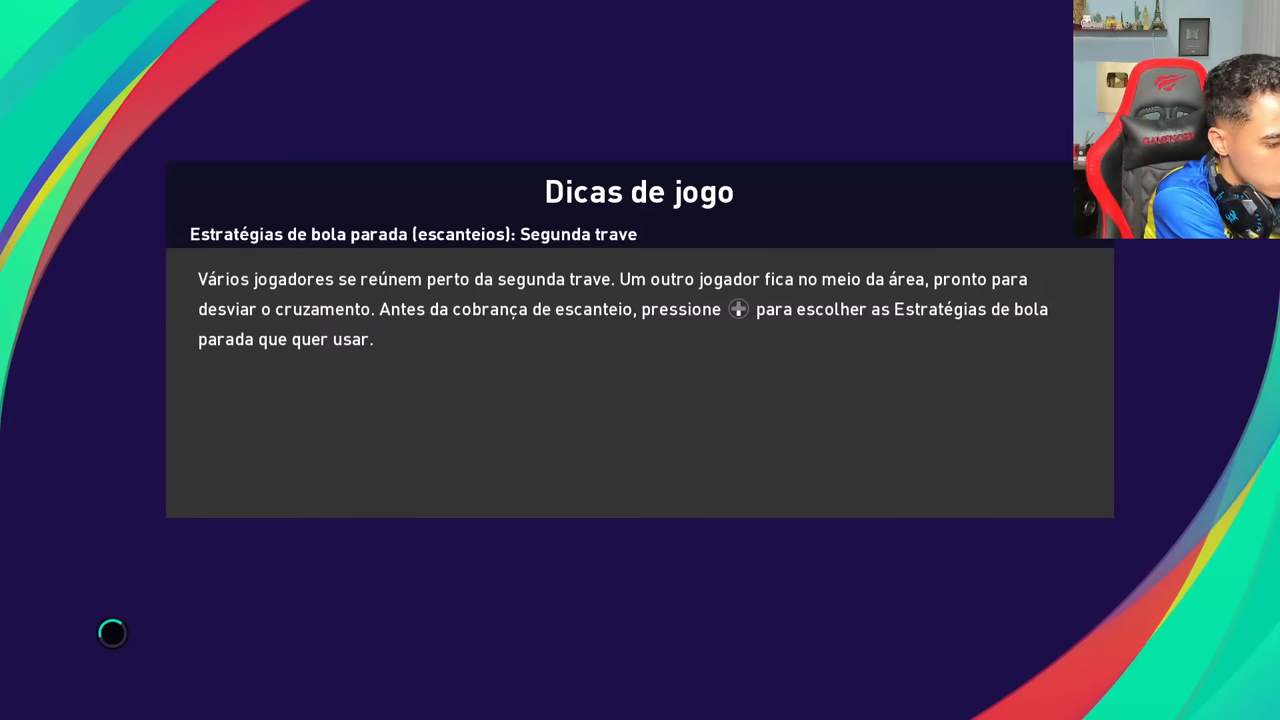 Dicas de jogo
Estratégias de bola parada (escanteios): Segunda trave
Vários jogadores se reúnem perto da segunda trave. Um outro jogador fica no meio da área, pronto para
desviar o cruzamento. Antes da cobrança de escanteio, pressione para escolher as Estratégias de bola
parada que quer usar.